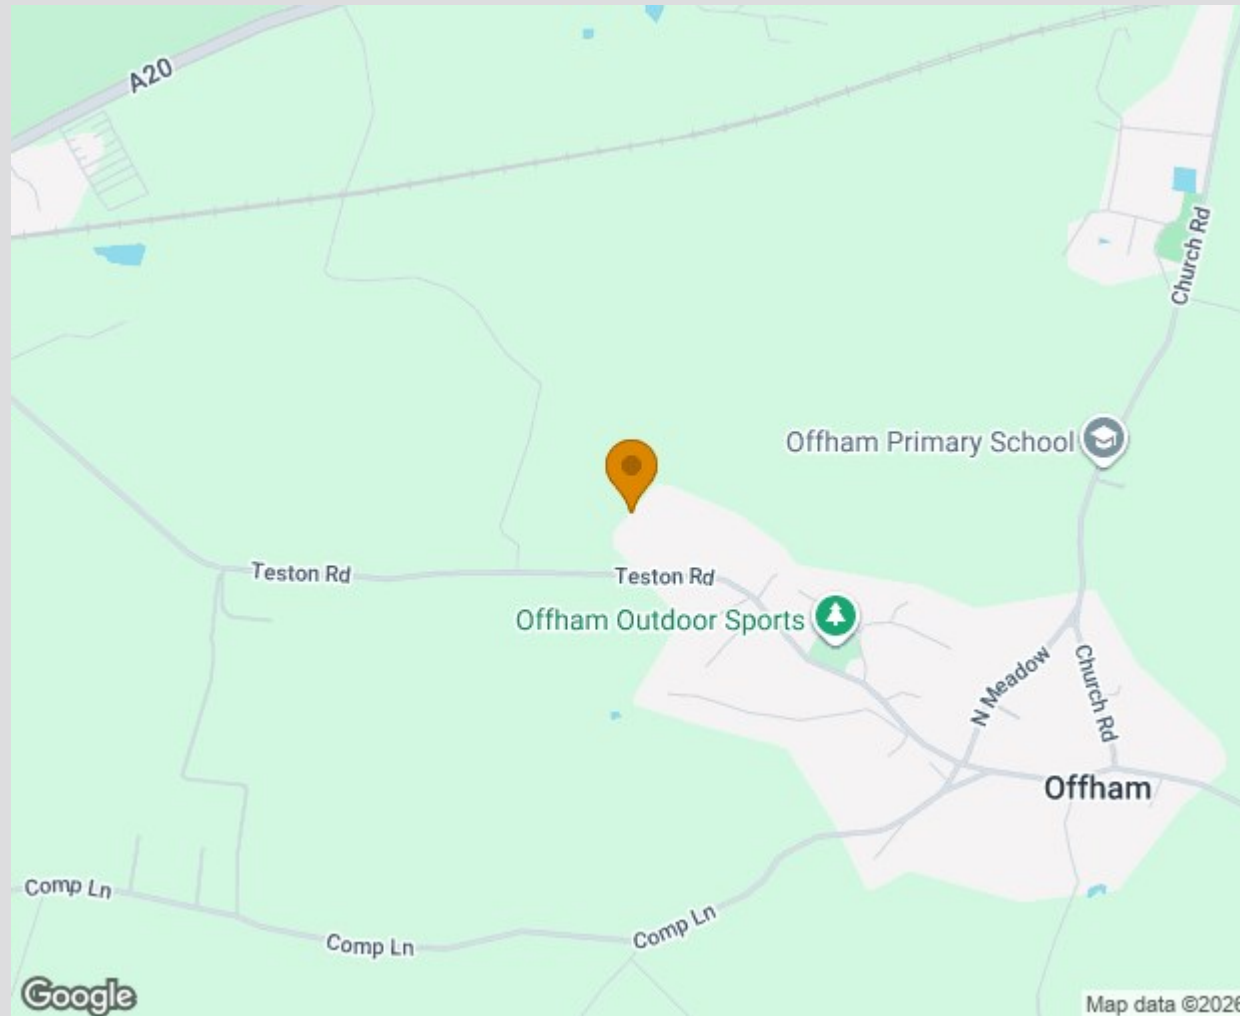 A20
Church Rd
Offham Primary School
Teston Rd
Teston Rd
Offham Outdoor Sports
N Meadow
Church Rd
Offham
Comp Ln
Comp Ln
Comp Ln
Google
Map data ©2026